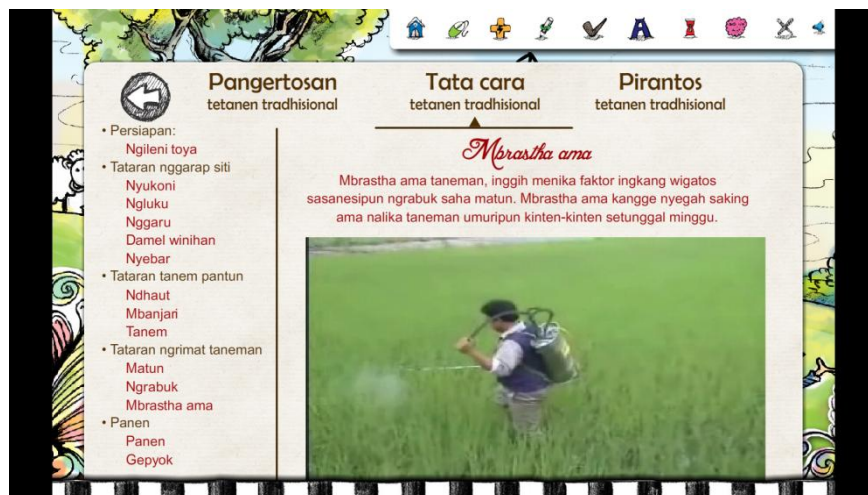 Pangertosan
tetanen tradhisional
Tata cara
tetanen tradhisional
Pirantos
tetanen tradhisional
• Persiapan:
Ngileni toya
• Tataran nggarap siti
Nyukoni
Ngluku
Nggaru
Damel winihan
Nyebar
• Tataran tanem pantun
Ndhaut
Mbanjari
Tanem
• Tataran ngrimat taneman
Matun
Ngrabuk
Mbrastha ama
• Panen
Panen
Gepyok
Mbrastha ama
Mbrastha ama taneman, inggih menika faktor ingkang wigatos
sasanesipun ngrabuk saha matun. Mbrastha ama kangge nyegah saking
ama nalika taneman umuripun kinten-kinten setunggal minggu.